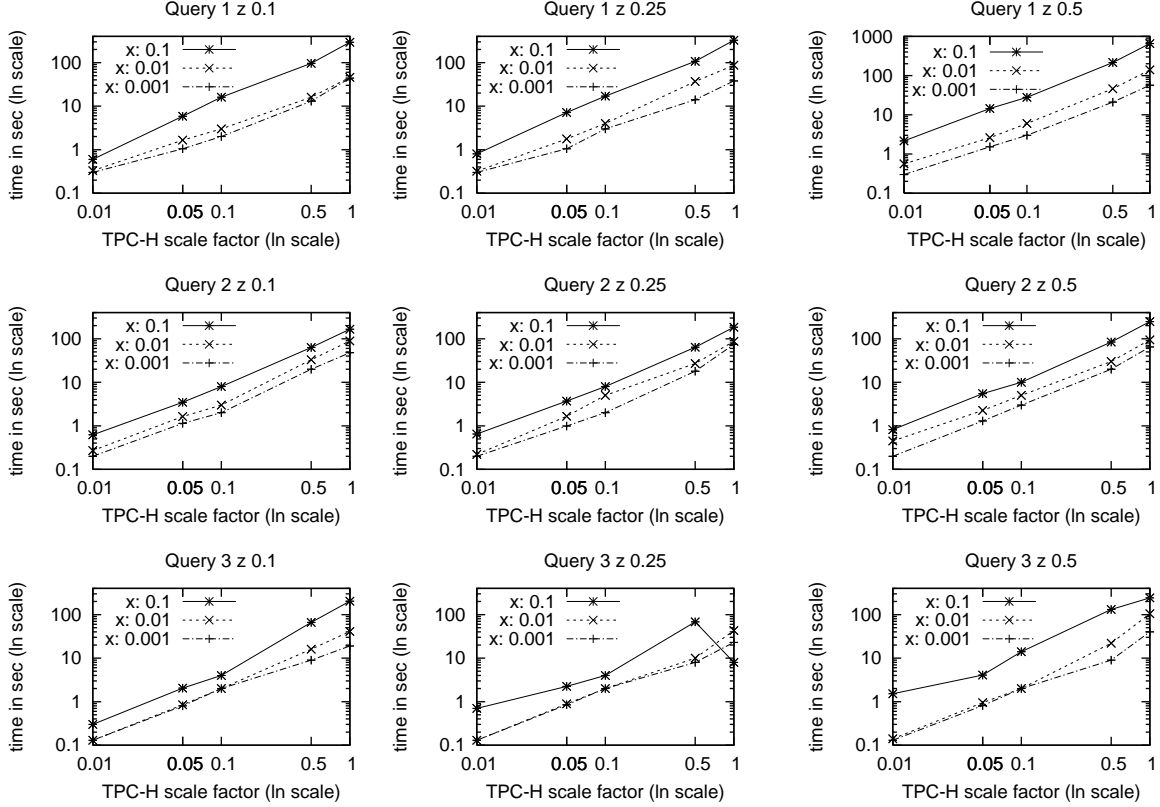 Query 1 z 0.1
time in sec (ln scale)
100
10
1
0.1
x: 0.1
x: 0.01
x: 0.001
0.01 0.05 0.1 0.5 1
TPC-H scale factor (ln scale)
Query 1 z 0.25
time in sec (ln scale)
100
10
1
0.1
x: 0.1
x: 0.01
x: 0.001
0.01 0.05 0.1 0.5 1
TPC-H scale factor (ln scale)
Query 1 z 0.5
time in sec (ln scale)
1000
100
10
1
0.1
x: 0.1
x: 0.01
x: 0.001
0.01 0.05 0.1 0.5 1
TPC-H scale factor (ln scale)
Query 2 z 0.1
time in sec (ln scale)
100
10
1
0.1
x: 0.1
x: 0.01
x: 0.001
0.01 0.05 0.1 0.5 1
TPC-H scale factor (ln scale)
Query 2 z 0.25
time in sec (ln scale)
100
10
1
0.1
x: 0.1
x: 0.01
x: 0.001
0.01 0.05 0.1 0.5 1
TPC-H scale factor (ln scale)
Query 2 z 0.5
time in sec (ln scale)
100
10
1
0.1
x: 0.1
x: 0.01
x: 0.001
0.01 0.05 0.1 0.5 1
TPC-H scale factor (ln scale)
Query 3 z 0.1
time in sec (ln scale)
100
10
1
0.1
x: 0.1
x: 0.01
x: 0.001
0.01 0.05 0.1 0.5 1
TPC-H scale factor (ln scale)
Query 3 z 0.25
time in sec (ln scale)
100
10
1
0.1
x: 0.1
x: 0.01
x: 0.001
0.01 0.05 0.1 0.5 1
TPC-H scale factor (ln scale)
Query 3 z 0.5
time in sec (ln scale)
100
10
1
0.1
x: 0.1
x: 0.01
x: 0.001
0.01 0.05 0.1 0.5 1
TPC-H scale factor (ln scale)